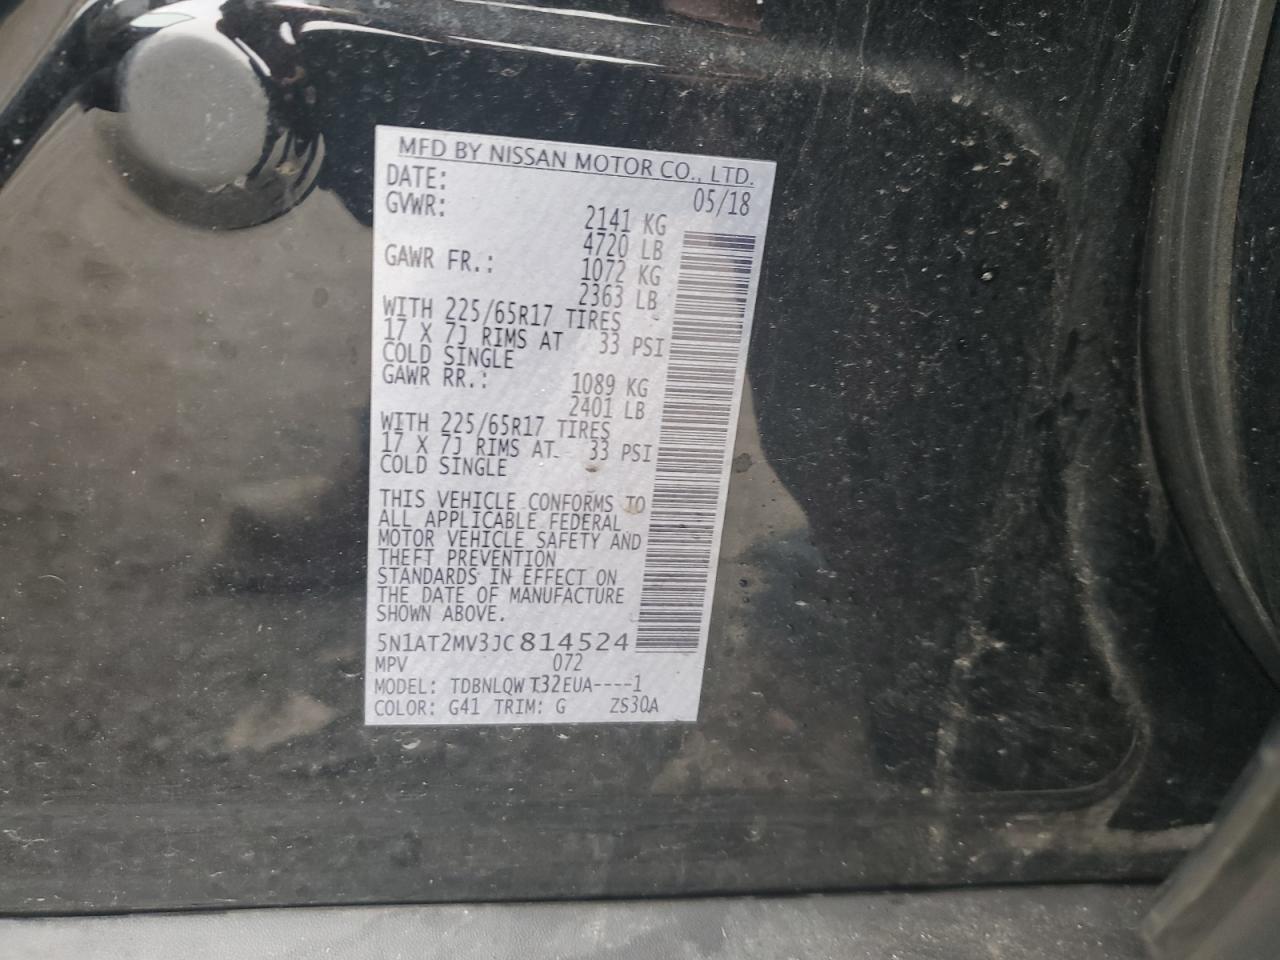 MFD BY NISSAN MOTOR CO., LTD.
DATE: 05/18
GVWR: 2141 KG
4720 LB
GAWR FR.: 1072 KG
2363 LB
WITH 225/65R17 TIRES
17 X 7J RIMS AT 33 PSI
COLD SINGLE
GAWR RR.: 1089 KG
2401 LB
WITH 225/65R17 TIRES
17 X 7J RIMS AT 33 PSI
COLD SINGLE
THIS VEHICLE CONFORMS TO
ALL APPLICABLE FEDERAL
MOTOR VEHICLE SAFETY AND
THEFT PREVENTION
STANDARDS IN EFFECT ON
THE DATE OF MANUFACTURE
SHOWN ABOVE.
5N1AT2MV3JC814524
MPV 072
MODEL: TDBNLQW T32EUA----1
COLOR: G41 TRIM: G ZS30A